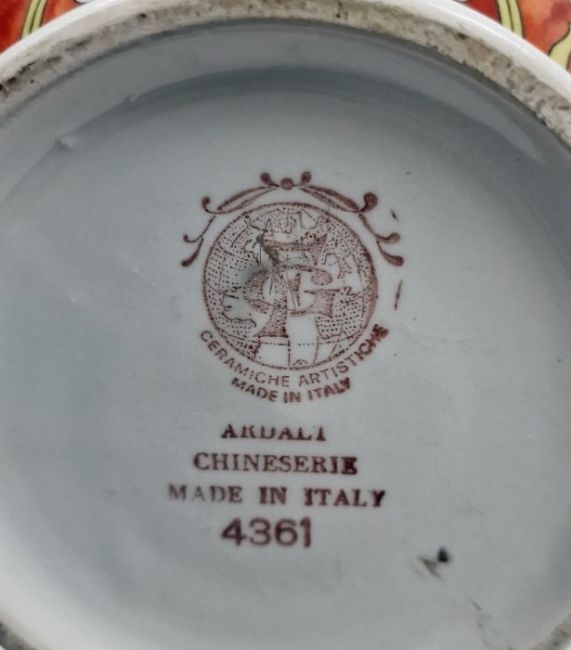 CERAMICHE ARTISTICHE
MADE IN ITALY
ARDALT
CHINESERIE
MADE IN ITALY
4361